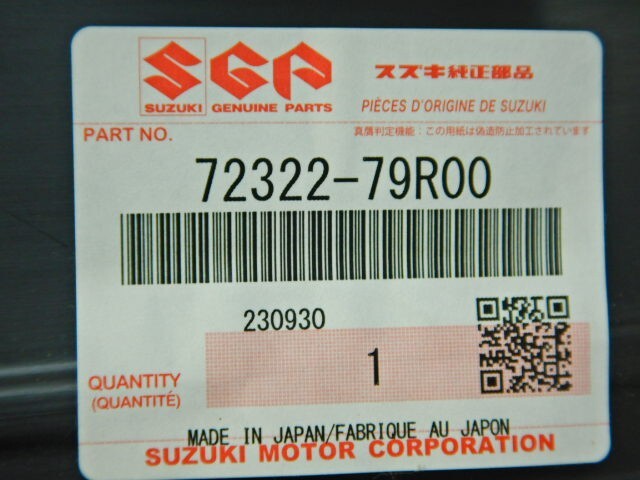 SGP
SUZUKI GENUINE PARTS
スズキ純正部品
PIÈCES D'ORIGINE DE SUZUKI
PART NO.
真贋判定機能:この用紙は偽造防止加工されています
72322-79R00
230930
QUANTITY
(QUANTITÉ)
1
MADE IN JAPAN/FABRIQUE AU JAPON
SUZUKI MOTOR CORPORATION